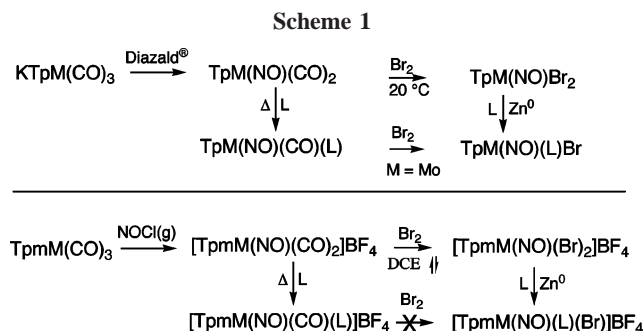 Scheme 1
Diazald® Br₂
KTpM(CO)₃ TpM(NO)(CO)₂ TpM(NO)Br₂
20 °C
Δ L L Zn⁰
Br₂
TpM(NO)(CO)(L) TpM(NO)(L)Br
M = Mo
NOCl(g) Br₂
TpmM(CO)₃ [TpmM(NO)(CO)₂]BF₄ [TpmM(NO)(Br)₂]BF₄
DCE
Δ L L Zn⁰
Br₂
[TpmM(NO)(CO)(L)]BF₄ [TpmM(NO)(L)(Br)]BF₄